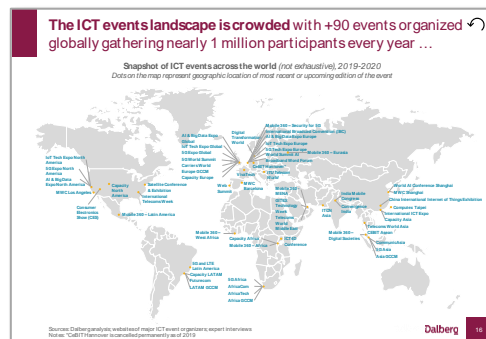 The ICT events landscape is crowded with +90 events organized
globally gathering nearly 1 million participants every year …
Snapshot of ICT events across the world (not exhaustive), 2019-2020
Dots on the map represent geographic location of most recent or upcoming edition of the event
IoT Tech Expo North
America
5G Expo North
America
AI & Big Data
Expo North America
MWC Los Angeles
Consumer
Electronics
Show (CES)
Capacity
North
America
Satellite Conference
& Exhibition
International
Telecoms Week
Mobile 360 – Latin America
5G and LTE
Latin America
Capacity LATAM
Futurecom
LATAM GCCM
AI & Big Data Expo
Global
IoT Tech Expo
Global
5G Expo Global
5G World Summit
Current World
Europe GCCM
Capacity Europe
Digital
Transformation
World
Web
Summit
VivaTech
MWC
Barcelona
Mobile 360 – Security for 5G
International Broadcast Convention (IBC)
AI & Big Data Expo Europe
IoT Tech Expo Europe
5G Tech Expo Europe
World Summit AI
Broadband World Forum
CeBIT Hannover
ITU Telecom
World
Mobile 360 – Eurasia
Mobile 360 –
MENA
GITEX
Technology
Week
Telecoms
World
Middle East
Mobile 360 –
West Africa
Capacity Africa
Mobile 360 – Africa
ICT4D
Conference
5G Africa
AfricaCom
AfricaTech
Africa GCCM
India Mobile
Congress
Convergence
India
Asia
World AI Conference Shanghai
MWC Shanghai
China International Internet of Things Exhibition
Computex Taipei
International ICT Expo
Capacity Asia
Telecoms World Asia
CEBIT Asean
Mobile 360 –
Digital Societies
CommunicAsia
5G Asia
Asia GCCM
Sources: Dalberg analysis; websites of major ICT event organizers; expert interviews
Notes: *CeBIT Hannover is cancelled permanently as of 2019
Dalberg
16